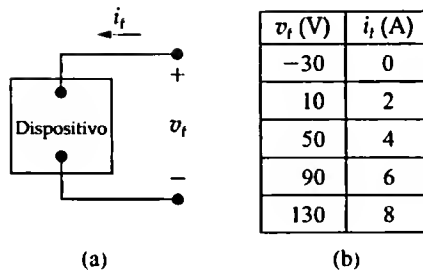 i_t
+
Dispositivo
v_t
−
(a)
v_t (V) i_t (A)
−30 0
10 2
50 4
90 6
130 8
(b)